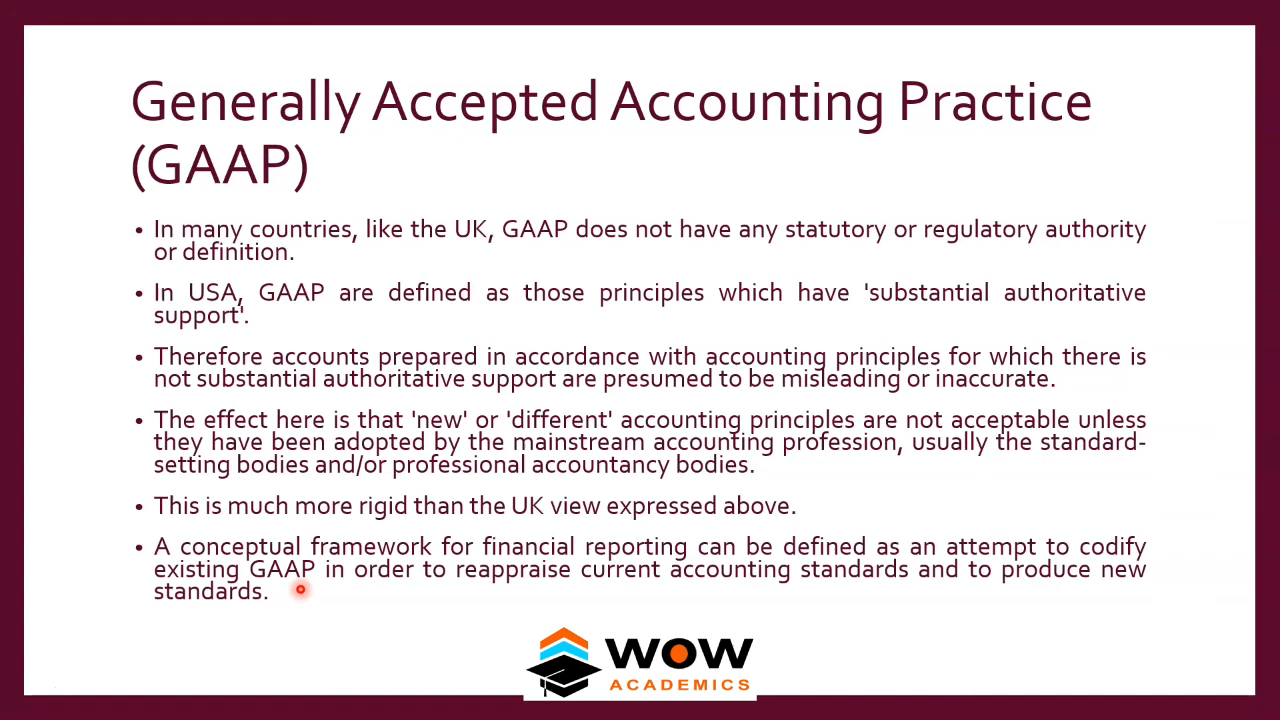 Generally Accepted Accounting Practice
(GAAP)
• In many countries, like the UK, GAAP does not have any statutory or regulatory authority
or definition.
• In USA, GAAP are defined as those principles which have 'substantial authoritative
support'.
• Therefore accounts prepared in accordance with accounting principles for which there is
not substantial authoritative support are presumed to be misleading or inaccurate.
• The effect here is that 'new' or 'different' accounting principles are not acceptable unless
they have been adopted by the mainstream accounting profession, usually the standard-
setting bodies and/or professional accountancy bodies.
• This is much more rigid than the UK view expressed above.
• A conceptual framework for financial reporting can be defined as an attempt to codify
existing GAAP in order to reappraise current accounting standards and to produce new
standards.
WOW
ACADEMICS